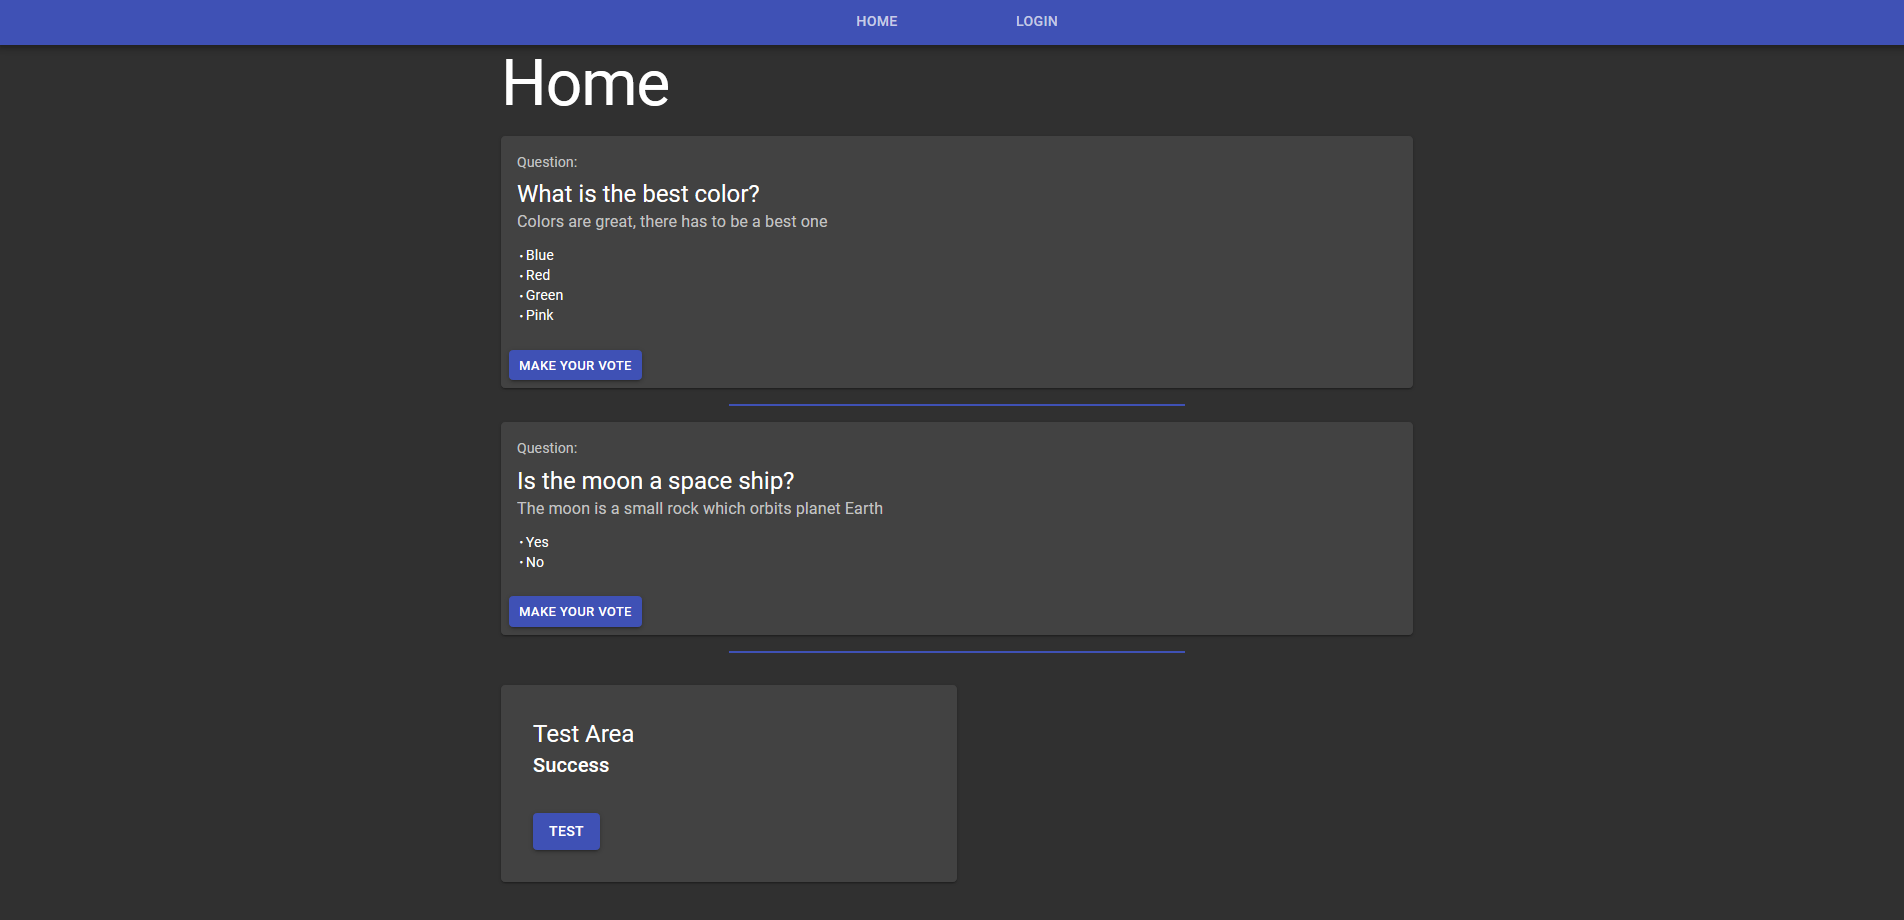 HOME LOGIN
Home
Question:
What is the best color?
Colors are great, there has to be a best one
• Blue
• Red
• Green
• Pink
MAKE YOUR VOTE
Question:
Is the moon a space ship?
The moon is a small rock which orbits planet Earth
• Yes
• No
MAKE YOUR VOTE
Test Area
Success
TEST